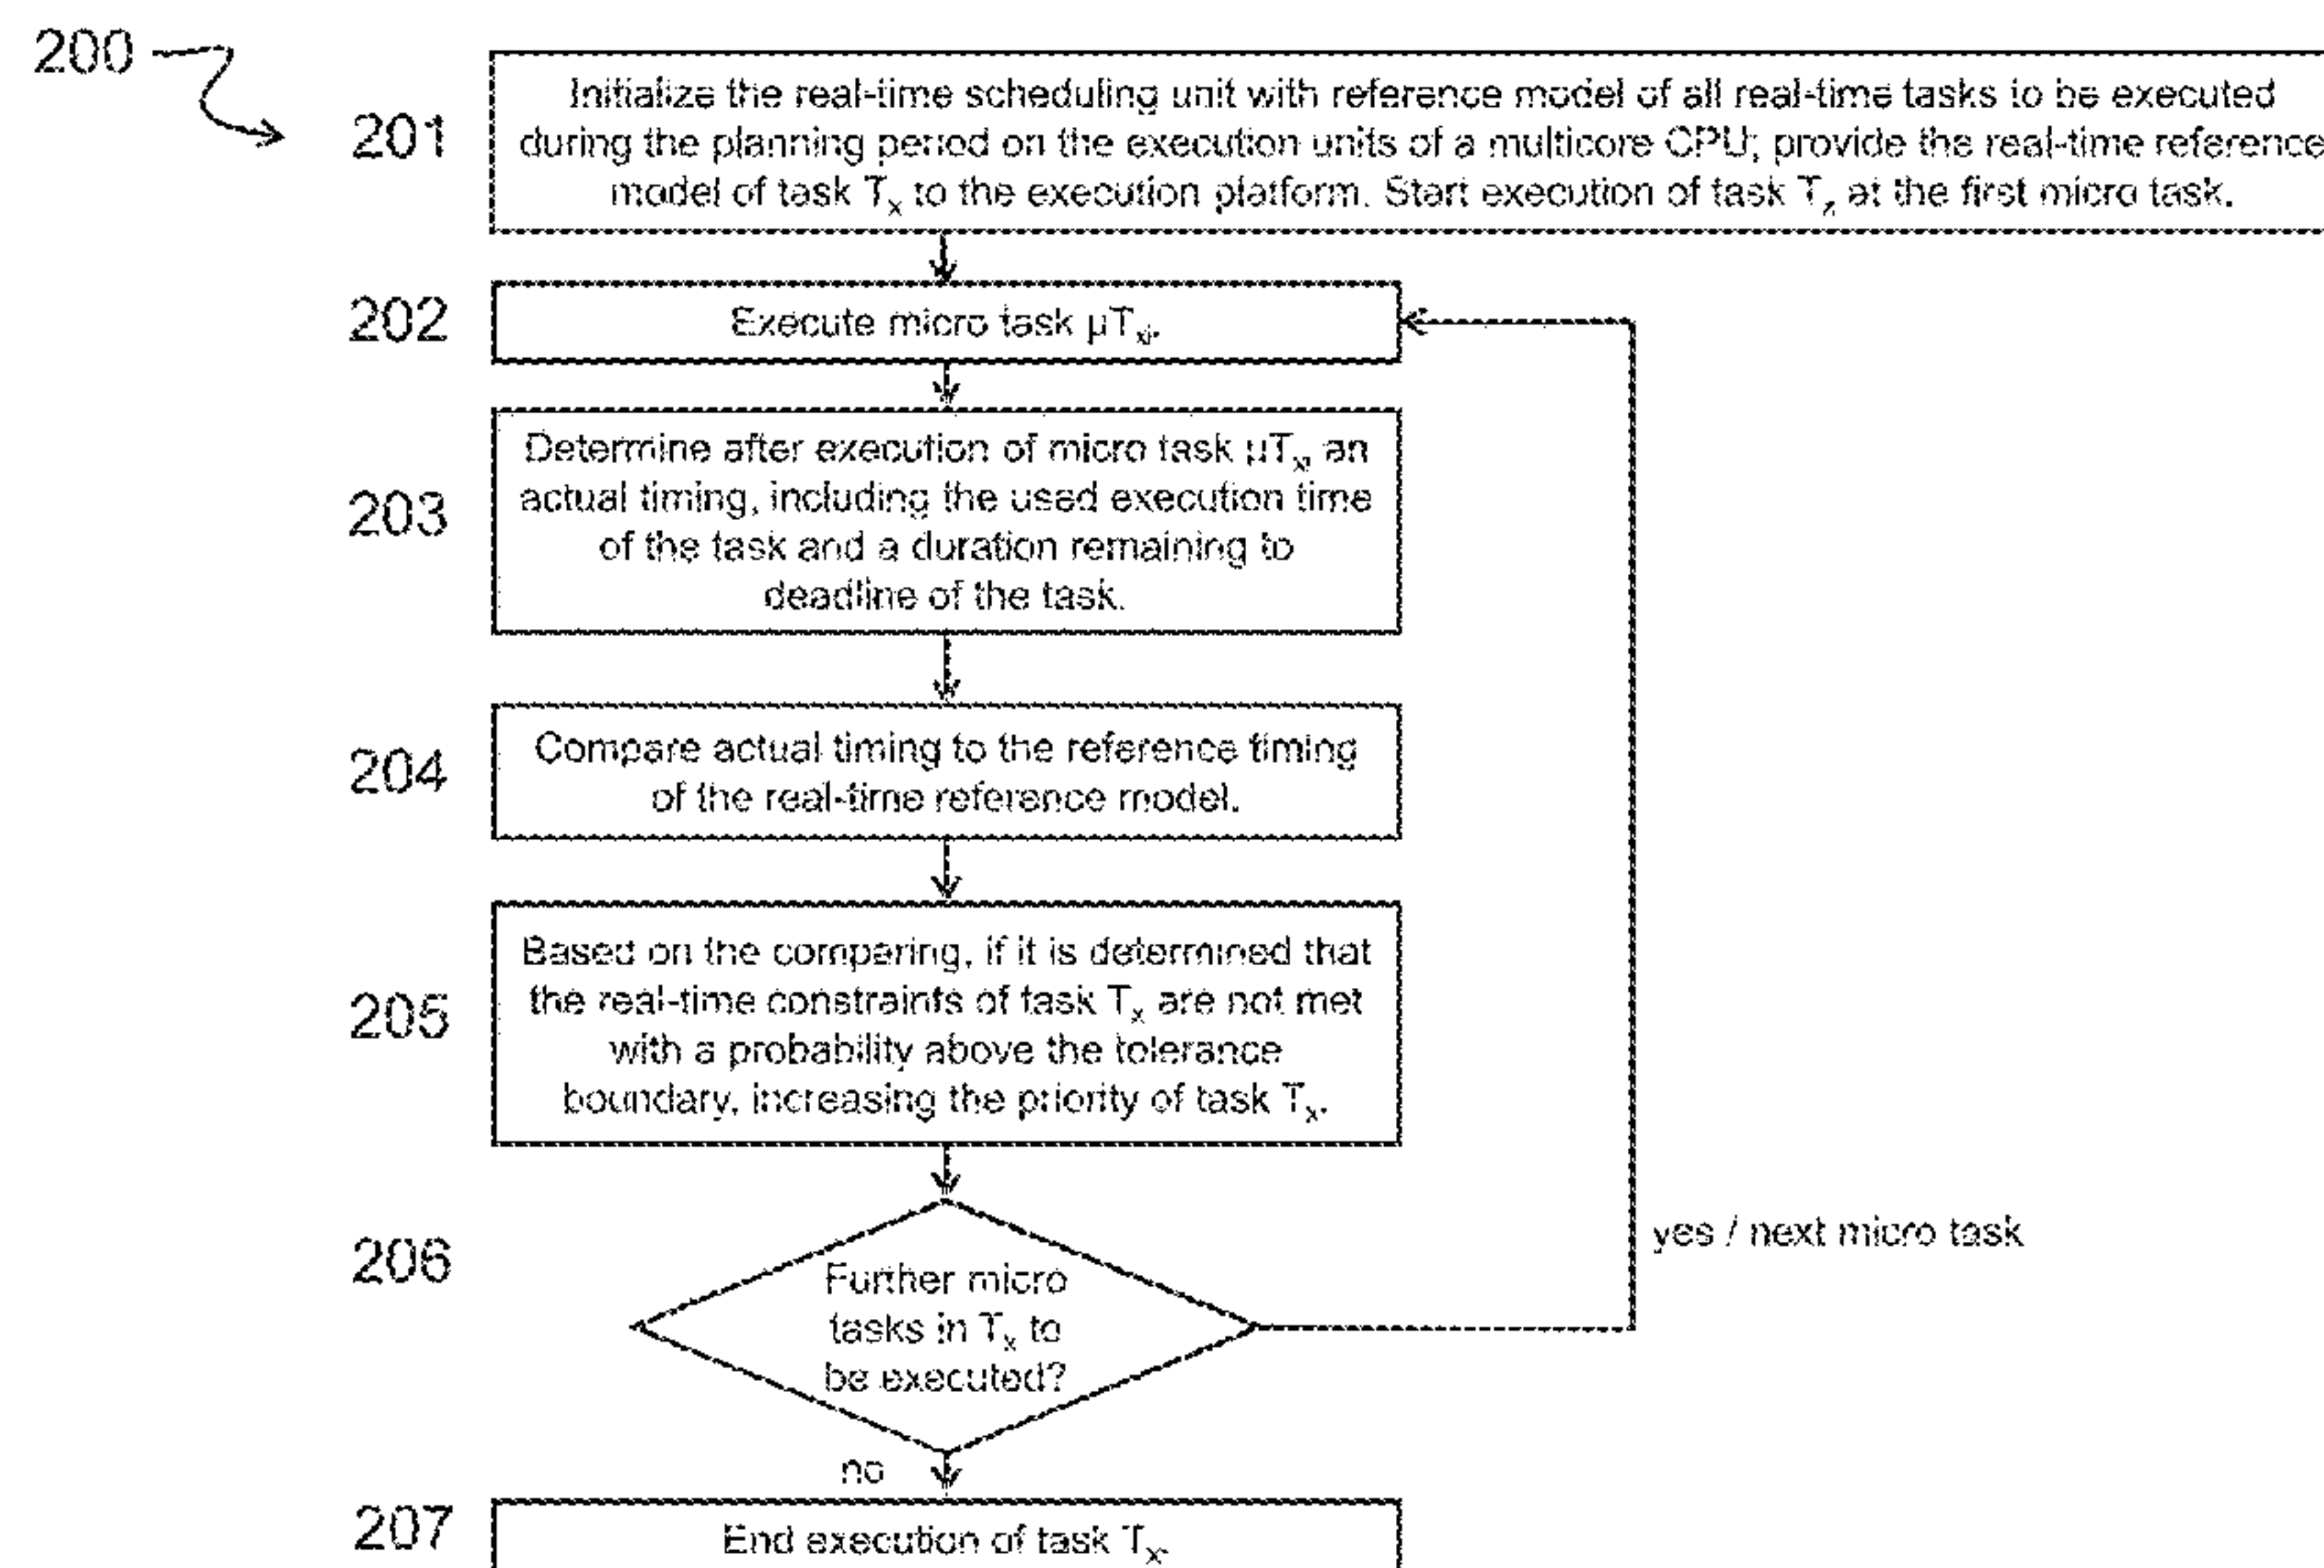 200
201
Initialize the real-time scheduling unit with reference model of all real-time tasks to be executed
during the planning period on the execution units of a multicore CPU; provide the real-time reference
model of task Tx to the execution platform. Start execution of task Tx at the first micro task.
202
Execute micro task μTxi.
203
Determine after execution of micro task μTxi an
actual timing, including the used execution time
of the task and a duration remaining to
deadline of the task.
204
Compare actual timing to the reference timing
of the real-time reference model.
205
Based on the comparing, if it is determined that
the real-time constraints of task Tx are not met
with a probability above the tolerance
boundary, increasing the priority of task Tx.
206
Further micro
tasks in Tx to
be executed?
yes / next micro task
no
207
End execution of task Tx.